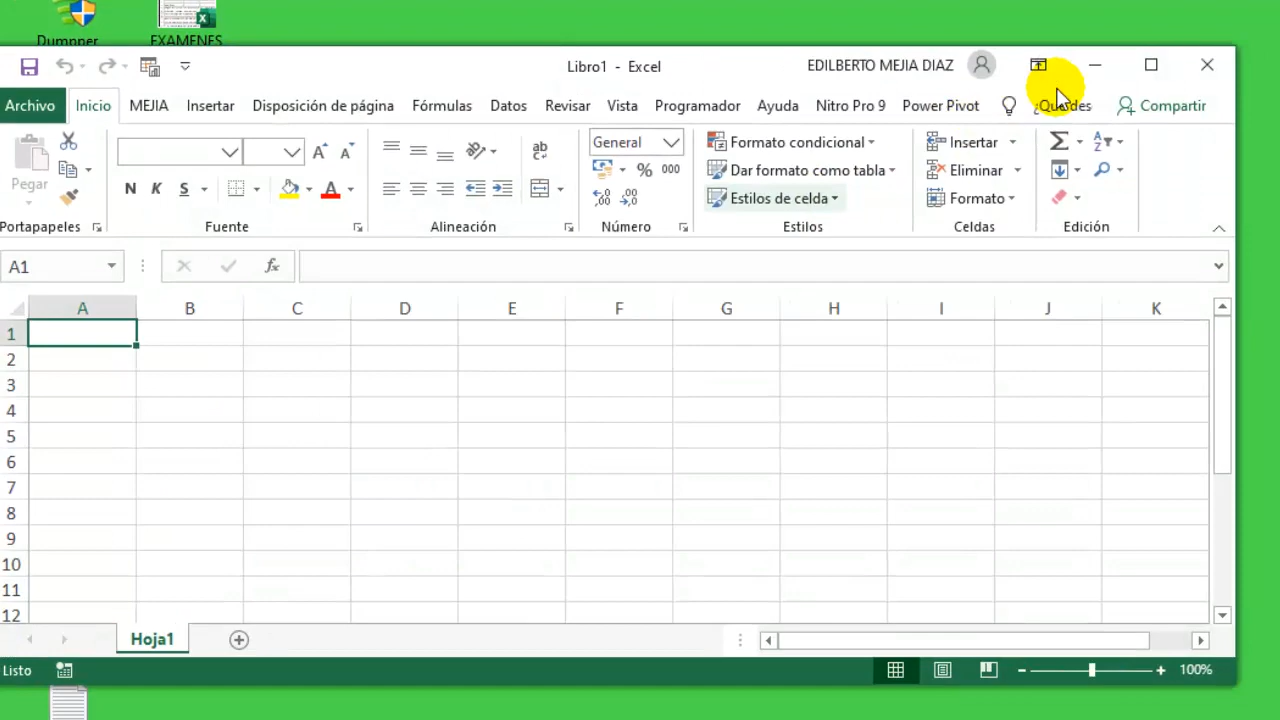 Dumpper
EXAMENES
Libro1 - Excel
EDILBERTO MEJIA DIAZ
Archivo
Inicio
MEJIA
Insertar
Disposición de página
Fórmulas
Datos
Revisar
Vista
Programador
Ayuda
Nitro Pro 9
Power Pivot
Compartir
Pegar
Portapapeles
N K S
Fuente
ab
Alineación
General
% 000
Número
Formato condicional
Dar formato como tabla
Estilos de celda
Estilos
Insertar
Eliminar
Formato
Celdas
Edición
A1
fx
A B C D E F G H I J K
1
2
3
4
5
6
7
8
9
10
11
12
Hoja1
Listo
100%